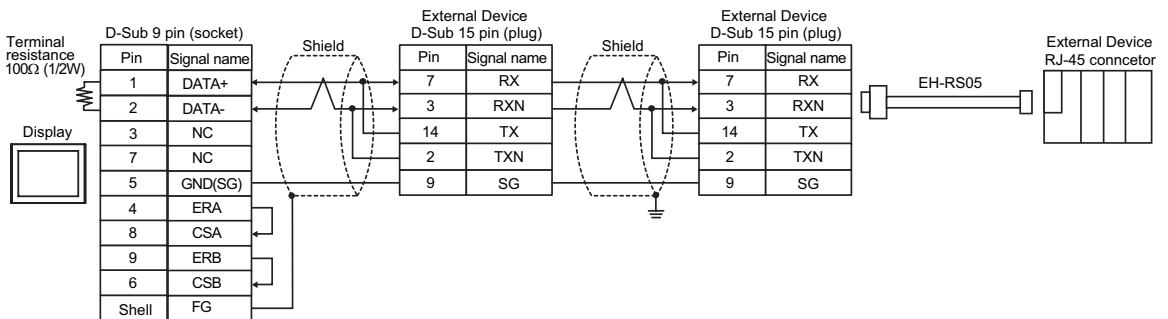 External Device
D-Sub 15 pin (plug)
External Device
D-Sub 15 pin (plug)
External Device
RJ-45 conncetor
Terminal
resistance
100Ω (1/2W)
D-Sub 9 pin (socket)
Shield
Shield
EH-RS05
Display
Pin Signal name
1 DATA+
2 DATA-
3 NC
7 NC
5 GND(SG)
4 ERA
8 CSA
9 ERB
6 CSB
Shell FG
Pin Signal name
7 RX
3 RXN
14 TX
2 TXN
9 SG
Pin Signal name
7 RX
3 RXN
14 TX
2 TXN
9 SG